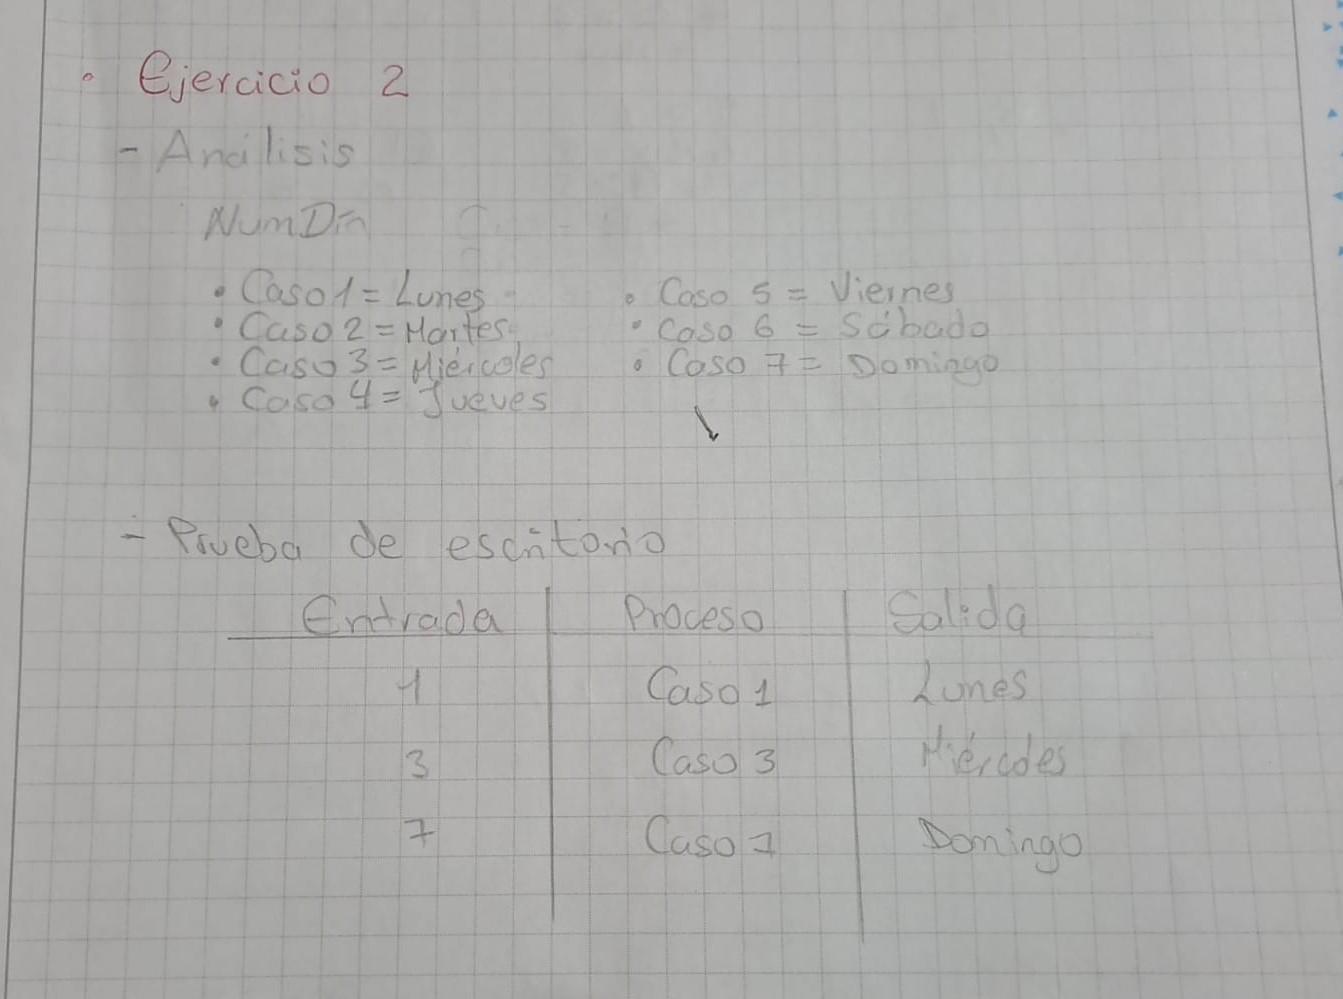 • Ejercicio 2
- Análisis
NumDía
• Caso 1 = Lunes
• Caso 2 = Martes
• Caso 3 = Miércoles
• Caso 4 = Jueves
• Caso 5 = Viernes
• Caso 6 = Sábado
• Caso 7 = Domingo
- Prueba de escritorio
Entrada Proceso Salida
1 Caso 1 Lunes
3 Caso 3 Miércoles
7 Caso 7 Domingo